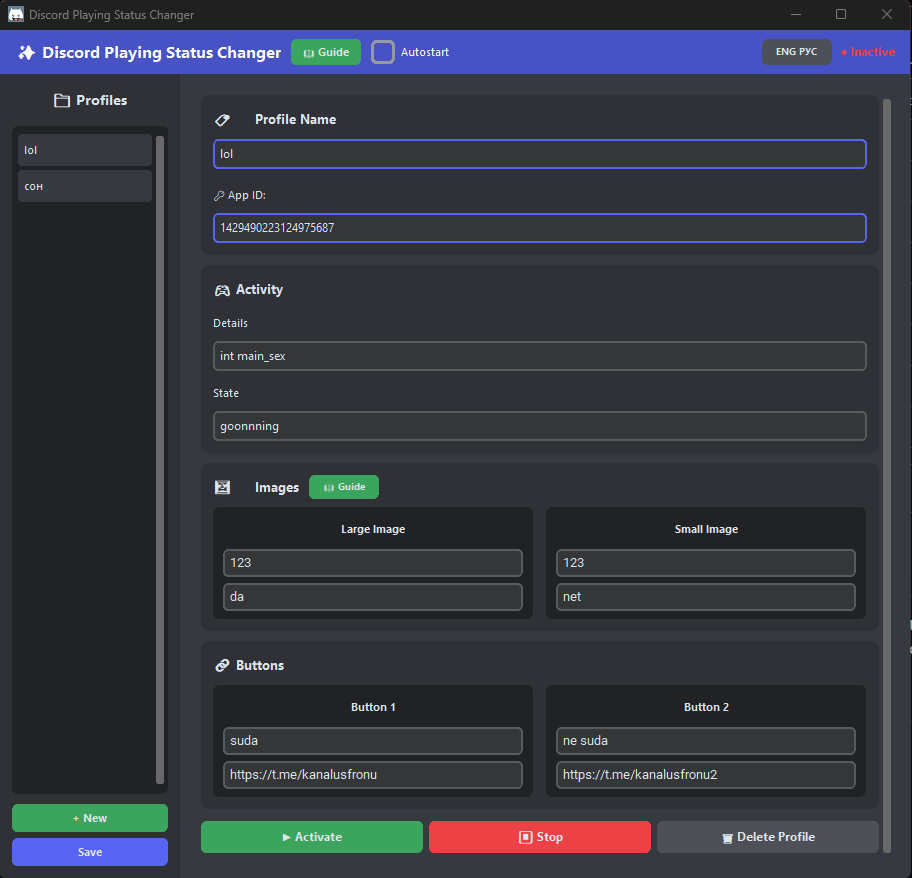 Discord Playing Status Changer
Discord Playing Status Changer
Guide
Autostart
ENG РУС
Inactive
Profiles
lol
сон
+ New
Save
Profile Name
lol
App ID:
1429490223124975687
Activity
Details
int main_sex
State
goonnning
Images
Guide
Large Image
123
da
Small Image
123
net
Buttons
Button 1
suda
https://t.me/kanalusfronu
Button 2
ne suda
https://t.me/kanalusfronu2
Activate
Stop
Delete Profile